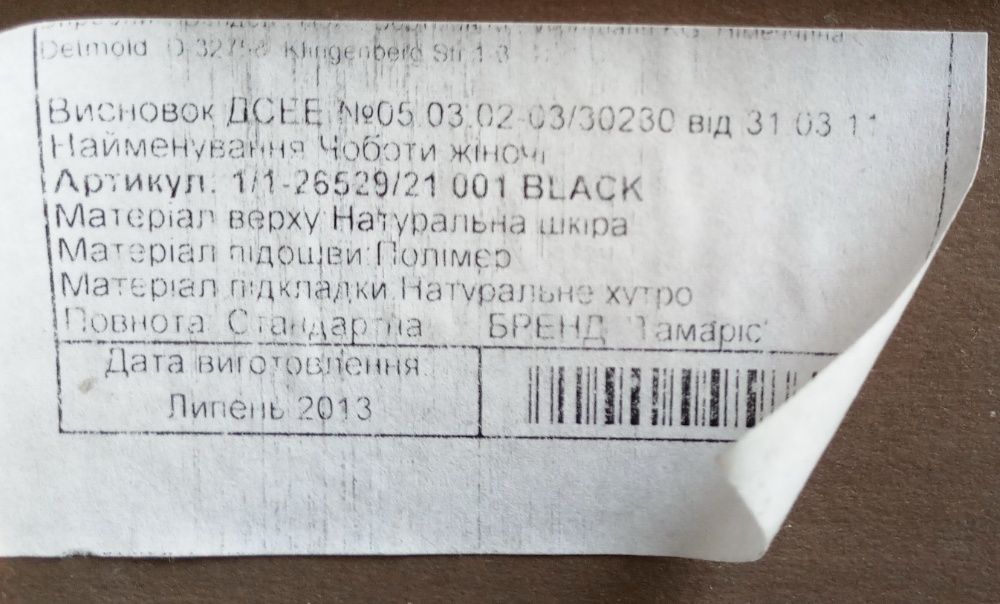 Detmold D 32758 Klingenberg Str 1-3
Висновок ДСЕЕ №05.03.02-03/30230 від 31 03 11
Найменування Чоботи жіночі
Артикул: 1/1-26529/21 001 BLACK
Матеріал верху Натуральна шкіра
Матеріал підошви Полімер
Матеріал підкладки Натуральне хутро
Повнота Стандартна БРЕНД 'Тамаріс'
Дата виготовлення
Липень 2013